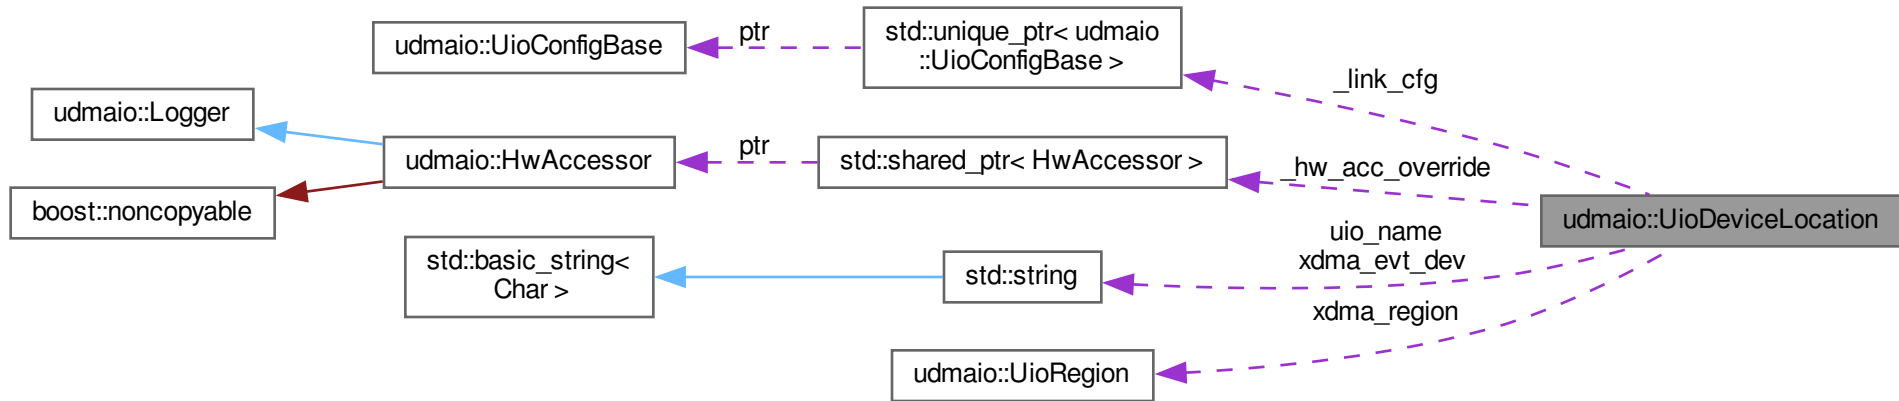 udmaio::UioConfigBase
ptr
std::unique_ptr< udmaio
::UioConfigBase >
_link_cfg
udmaio::Logger
udmaio::HwAccessor
ptr
std::shared_ptr< HwAccessor >
_hw_acc_override
boost::noncopyable
udmaio::UioDeviceLocation
std::basic_string<
Char >
std::string
uio_name
xdma_evt_dev
xdma_region
udmaio::UioRegion